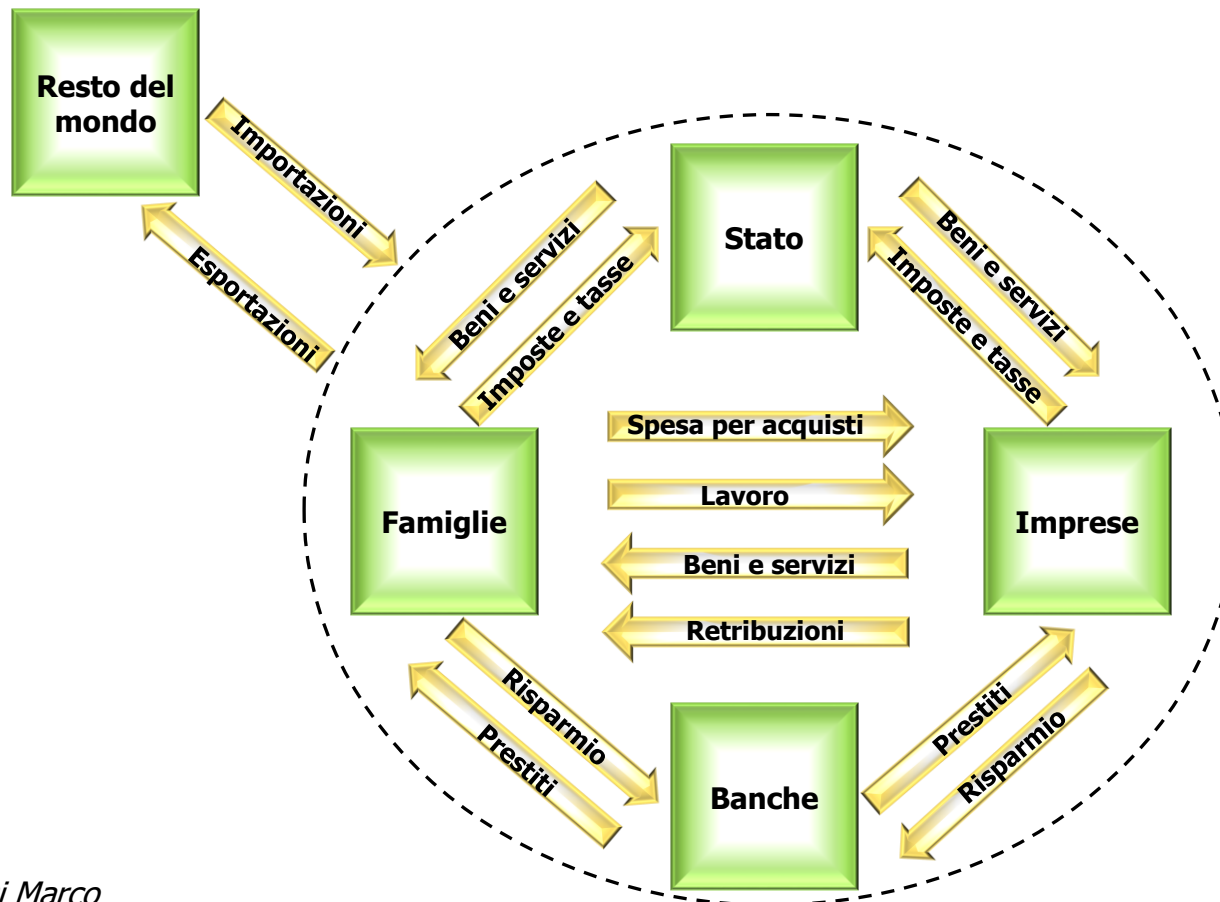 Resto del
mondo
Importazioni
Esportazioni
Stato
Beni e servizi
Imposte e tasse
Beni e servizi
Imposte e tasse
Spesa per acquisti
Lavoro
Famiglie
Imprese
Beni e servizi
Retribuzioni
Risparmio
Prestiti
Prestiti
Risparmio
Banche
i Marco